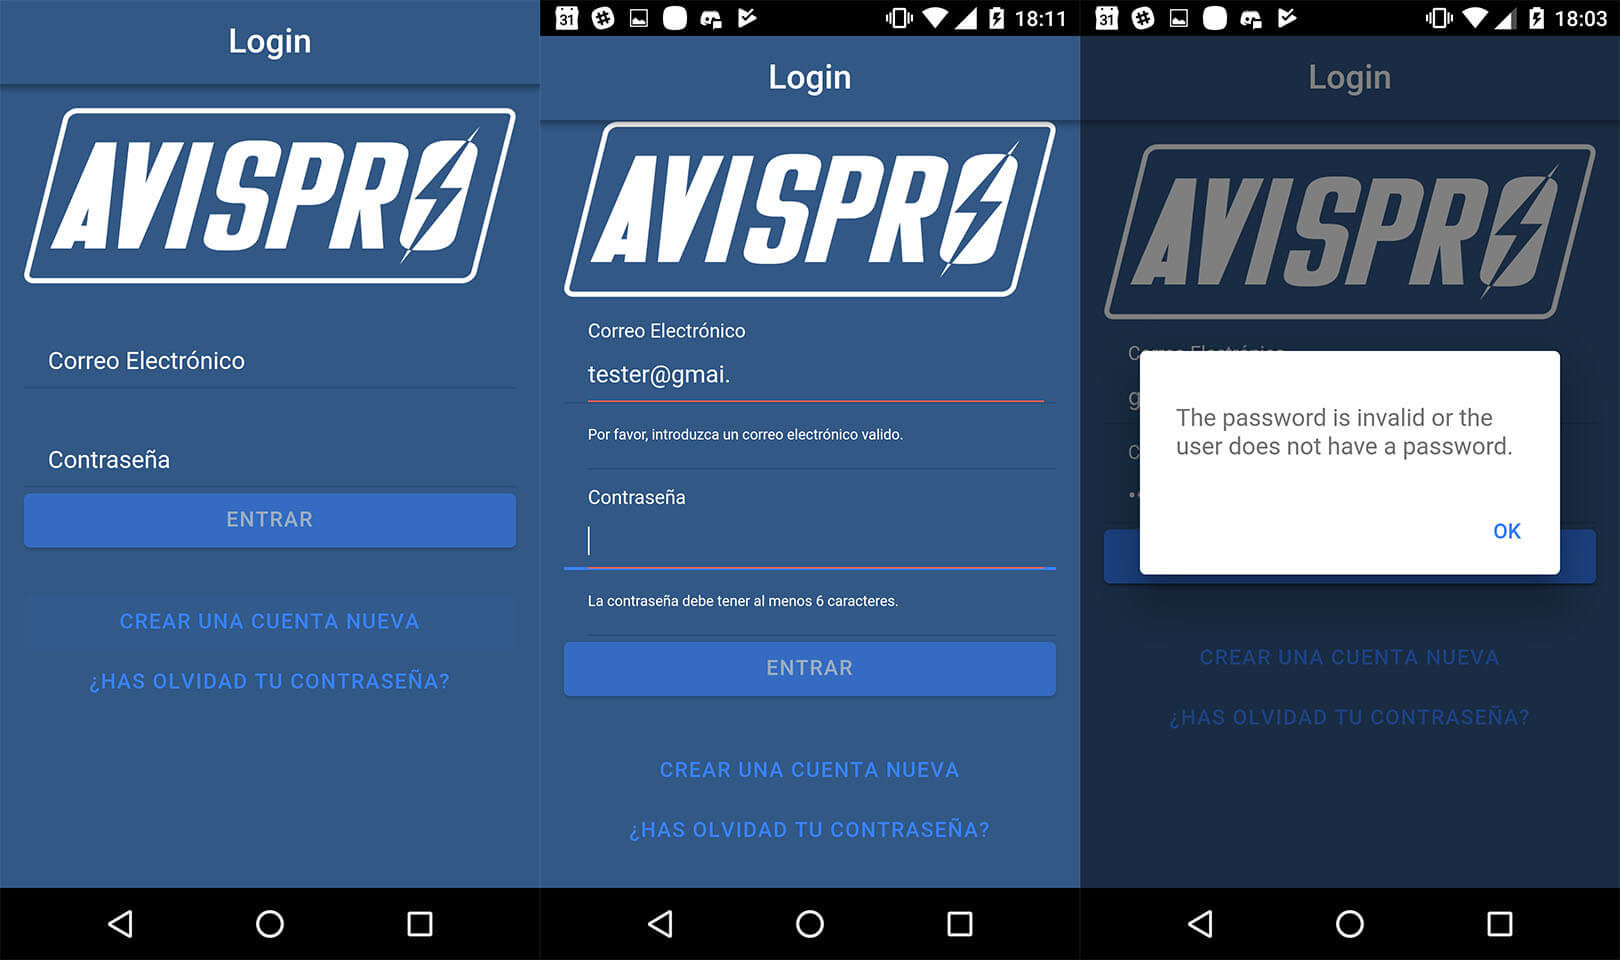 Login
AVISPRO
Correo Electrónico
Contraseña
ENTRAR
CREAR UNA CUENTA NUEVA
¿HAS OLVIDAD TU CONTRASEÑA?
31
18:11
Login
AVISPRO
Correo Electrónico
tester@gmai.
Por favor, introduzca un correo electrónico valido.
Contraseña
La contraseña debe tener al menos 6 caracteres.
ENTRAR
CREAR UNA CUENTA NUEVA
¿HAS OLVIDAD TU CONTRASEÑA?
31
18:03
Login
AVISPRO
Correo Electrónico
g
C
The password is invalid or the
user does not have a password.
OK
CREAR UNA CUENTA NUEVA
¿HAS OLVIDAD TU CONTRASEÑA?